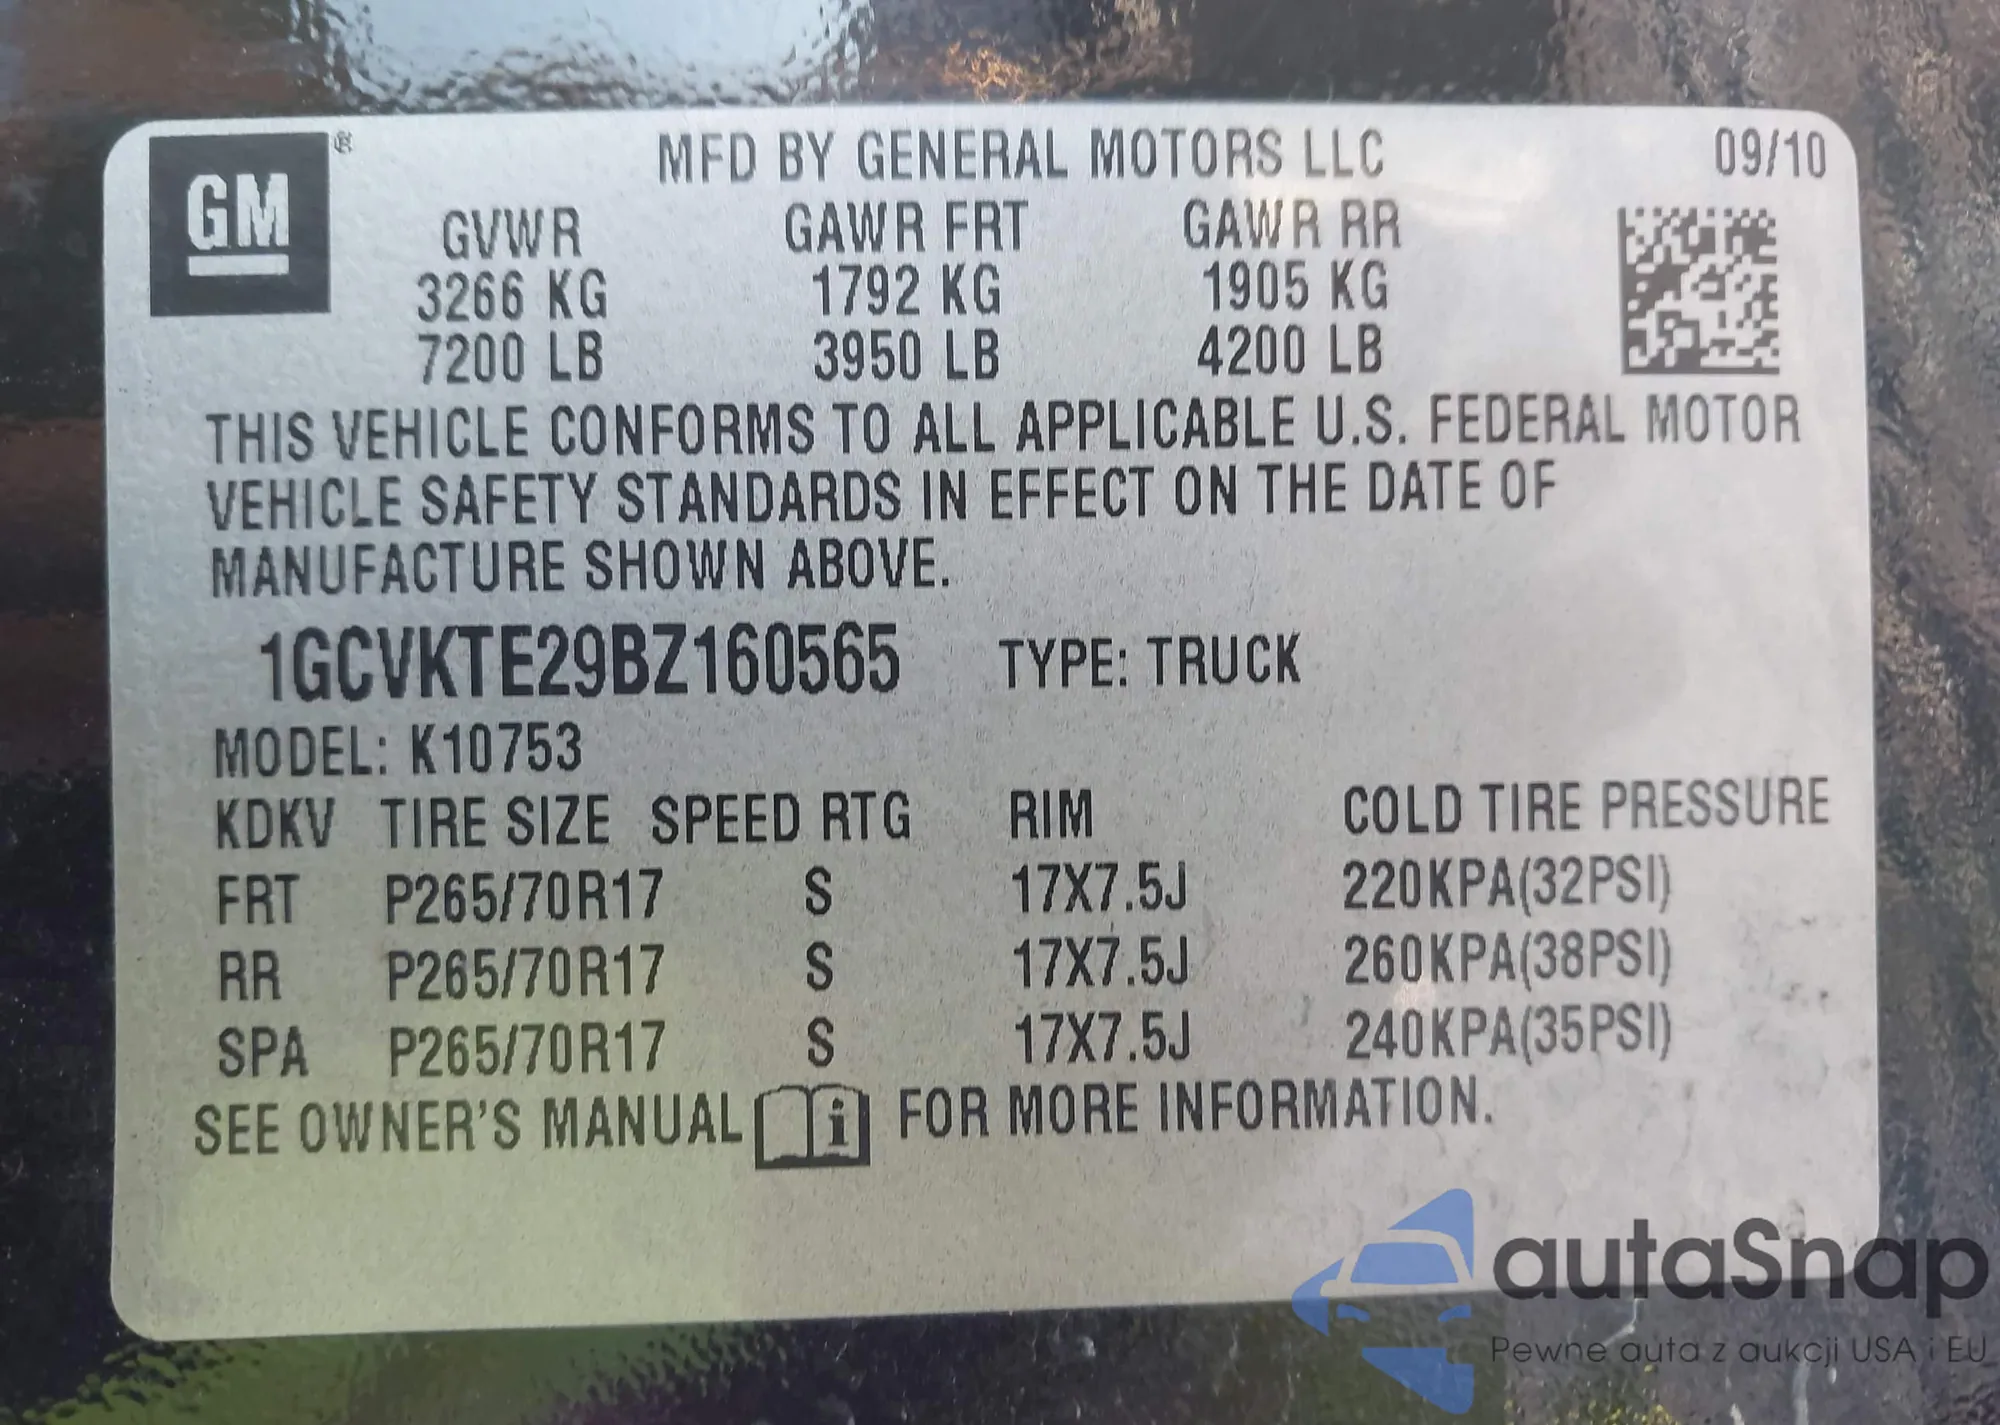 GM
MFD BY GENERAL MOTORS LLC 09/10
GVWR GAWR FRT GAWR RR
3266 KG 1792 KG 1905 KG
7200 LB 3950 LB 4200 LB
THIS VEHICLE CONFORMS TO ALL APPLICABLE U.S. FEDERAL MOTOR
VEHICLE SAFETY STANDARDS IN EFFECT ON THE DATE OF
MANUFACTURE SHOWN ABOVE.
1GCVKTE29BZ160565 TYPE: TRUCK
MODEL: K10753
KDKV TIRE SIZE SPEED RTG RIM COLD TIRE PRESSURE
FRT P265/70R17 S 17X7.5J 220KPA(32PSI)
RR P265/70R17 S 17X7.5J 260KPA(38PSI)
SPA P265/70R17 S 17X7.5J 240KPA(35PSI)
SEE OWNER'S MANUAL i FOR MORE INFORMATION.
autaSnap
Pewne auta z aukcji USA i EU